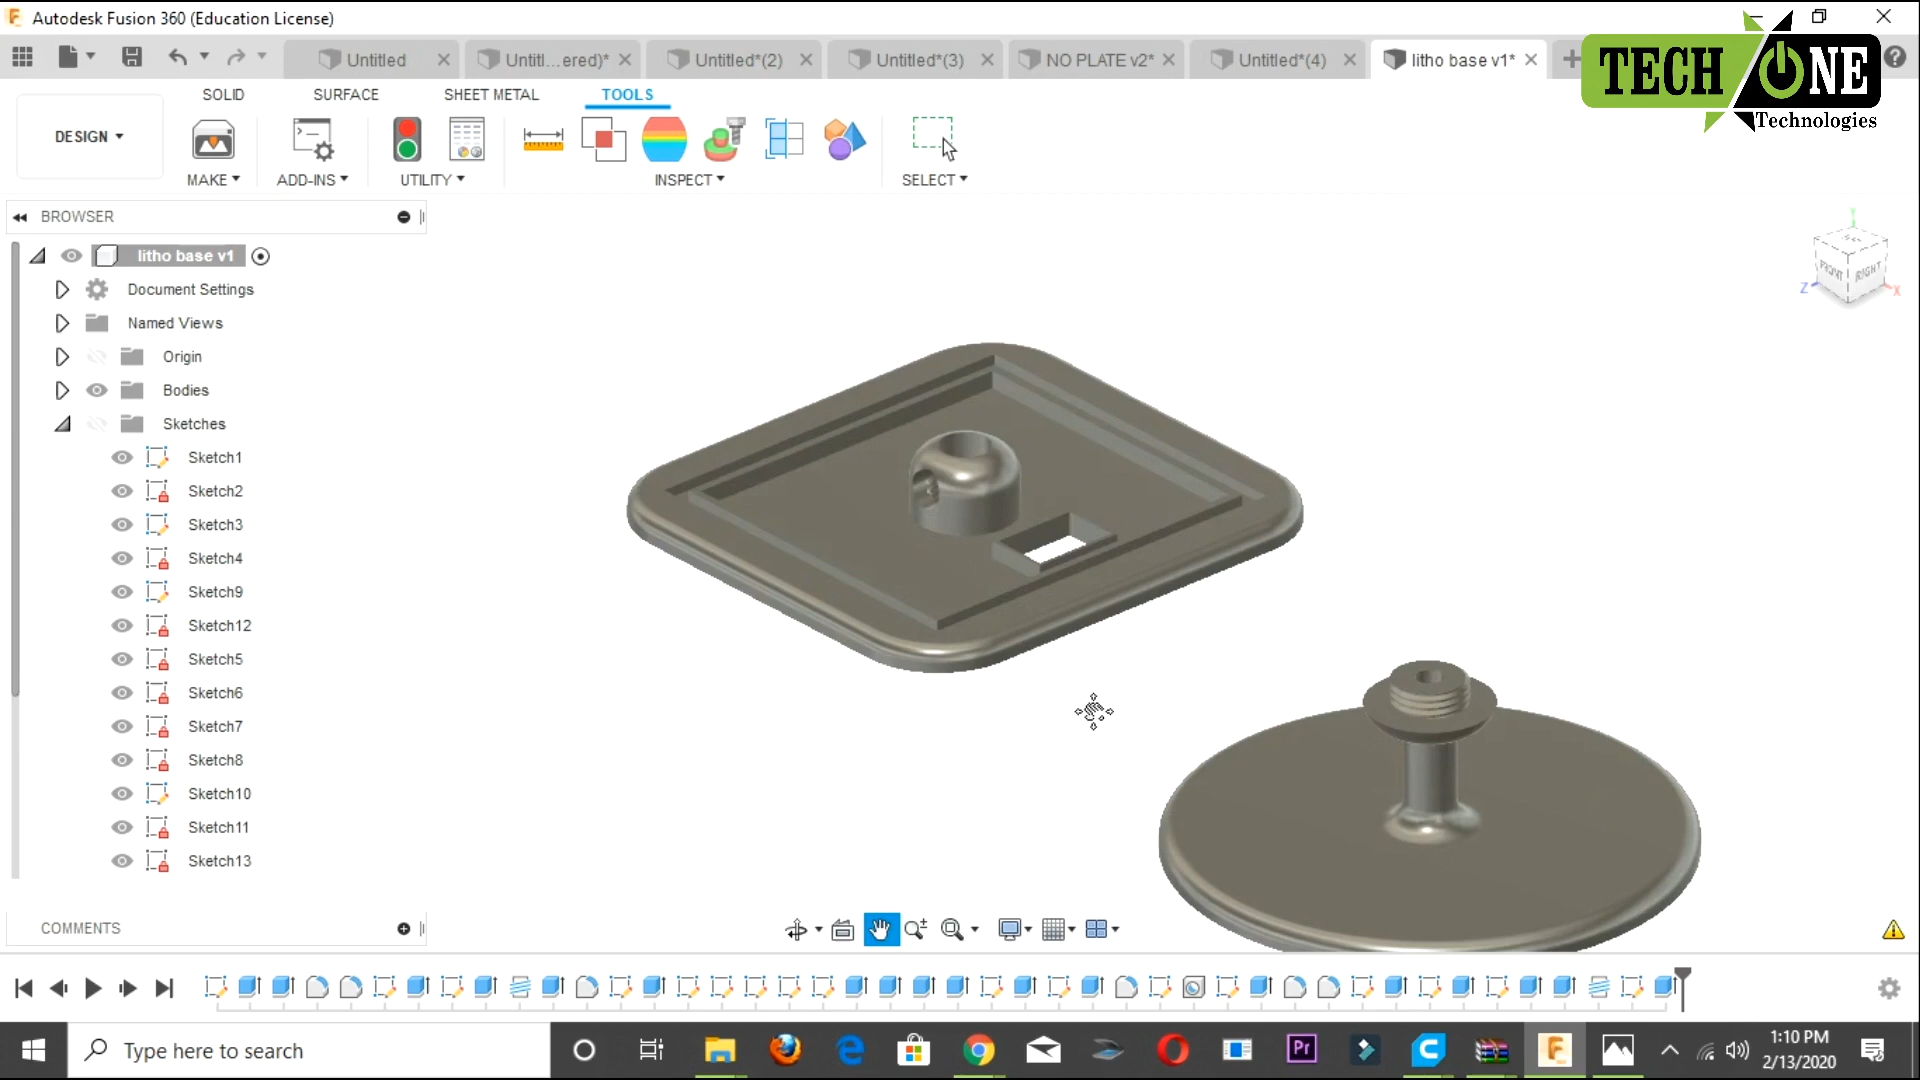 Autodesk Fusion 360 (Education License)
Untitled
Untitl...ered)*
Untitled*(2)
Untitled*(3)
NO PLATE v2*
Untitled*(4)
litho base v1*
TECH ONE
Technologies
SOLID
SURFACE
SHEET METAL
TOOLS
DESIGN
MAKE
ADD-INS
UTILITY
INSPECT
SELECT
BROWSER
litho base v1
Document Settings
Named Views
Origin
Bodies
Sketches
Sketch1
Sketch2
Sketch3
Sketch4
Sketch9
Sketch12
Sketch5
Sketch6
Sketch7
Sketch8
Sketch10
Sketch11
Sketch13
Y
FRONT
RIGHT
Z
X
COMMENTS
Type here to search
Pr
1:10 PM
2/13/2020